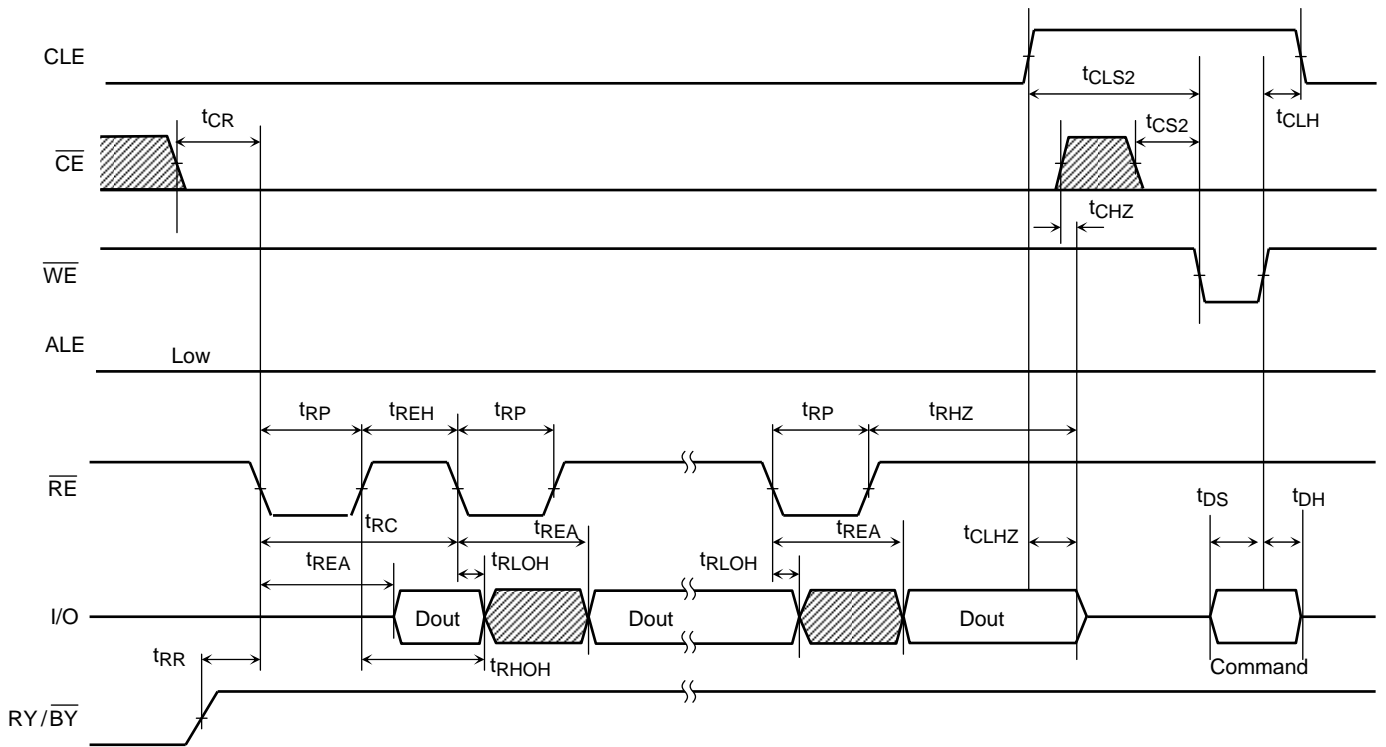 CLE
tCLS2
tCR
tCS2
tCLH
CE
tCHZ
WE
ALE
Low
tRP
tREH
tRP
tRP
tRHZ
RE
tDS
tDH
tRC
tREA
tREA
tCLHZ
tREA
tRLOH
tRLOH
I/O
Dout
Dout
Dout
tRR
tRHOH
Command
RY/BY